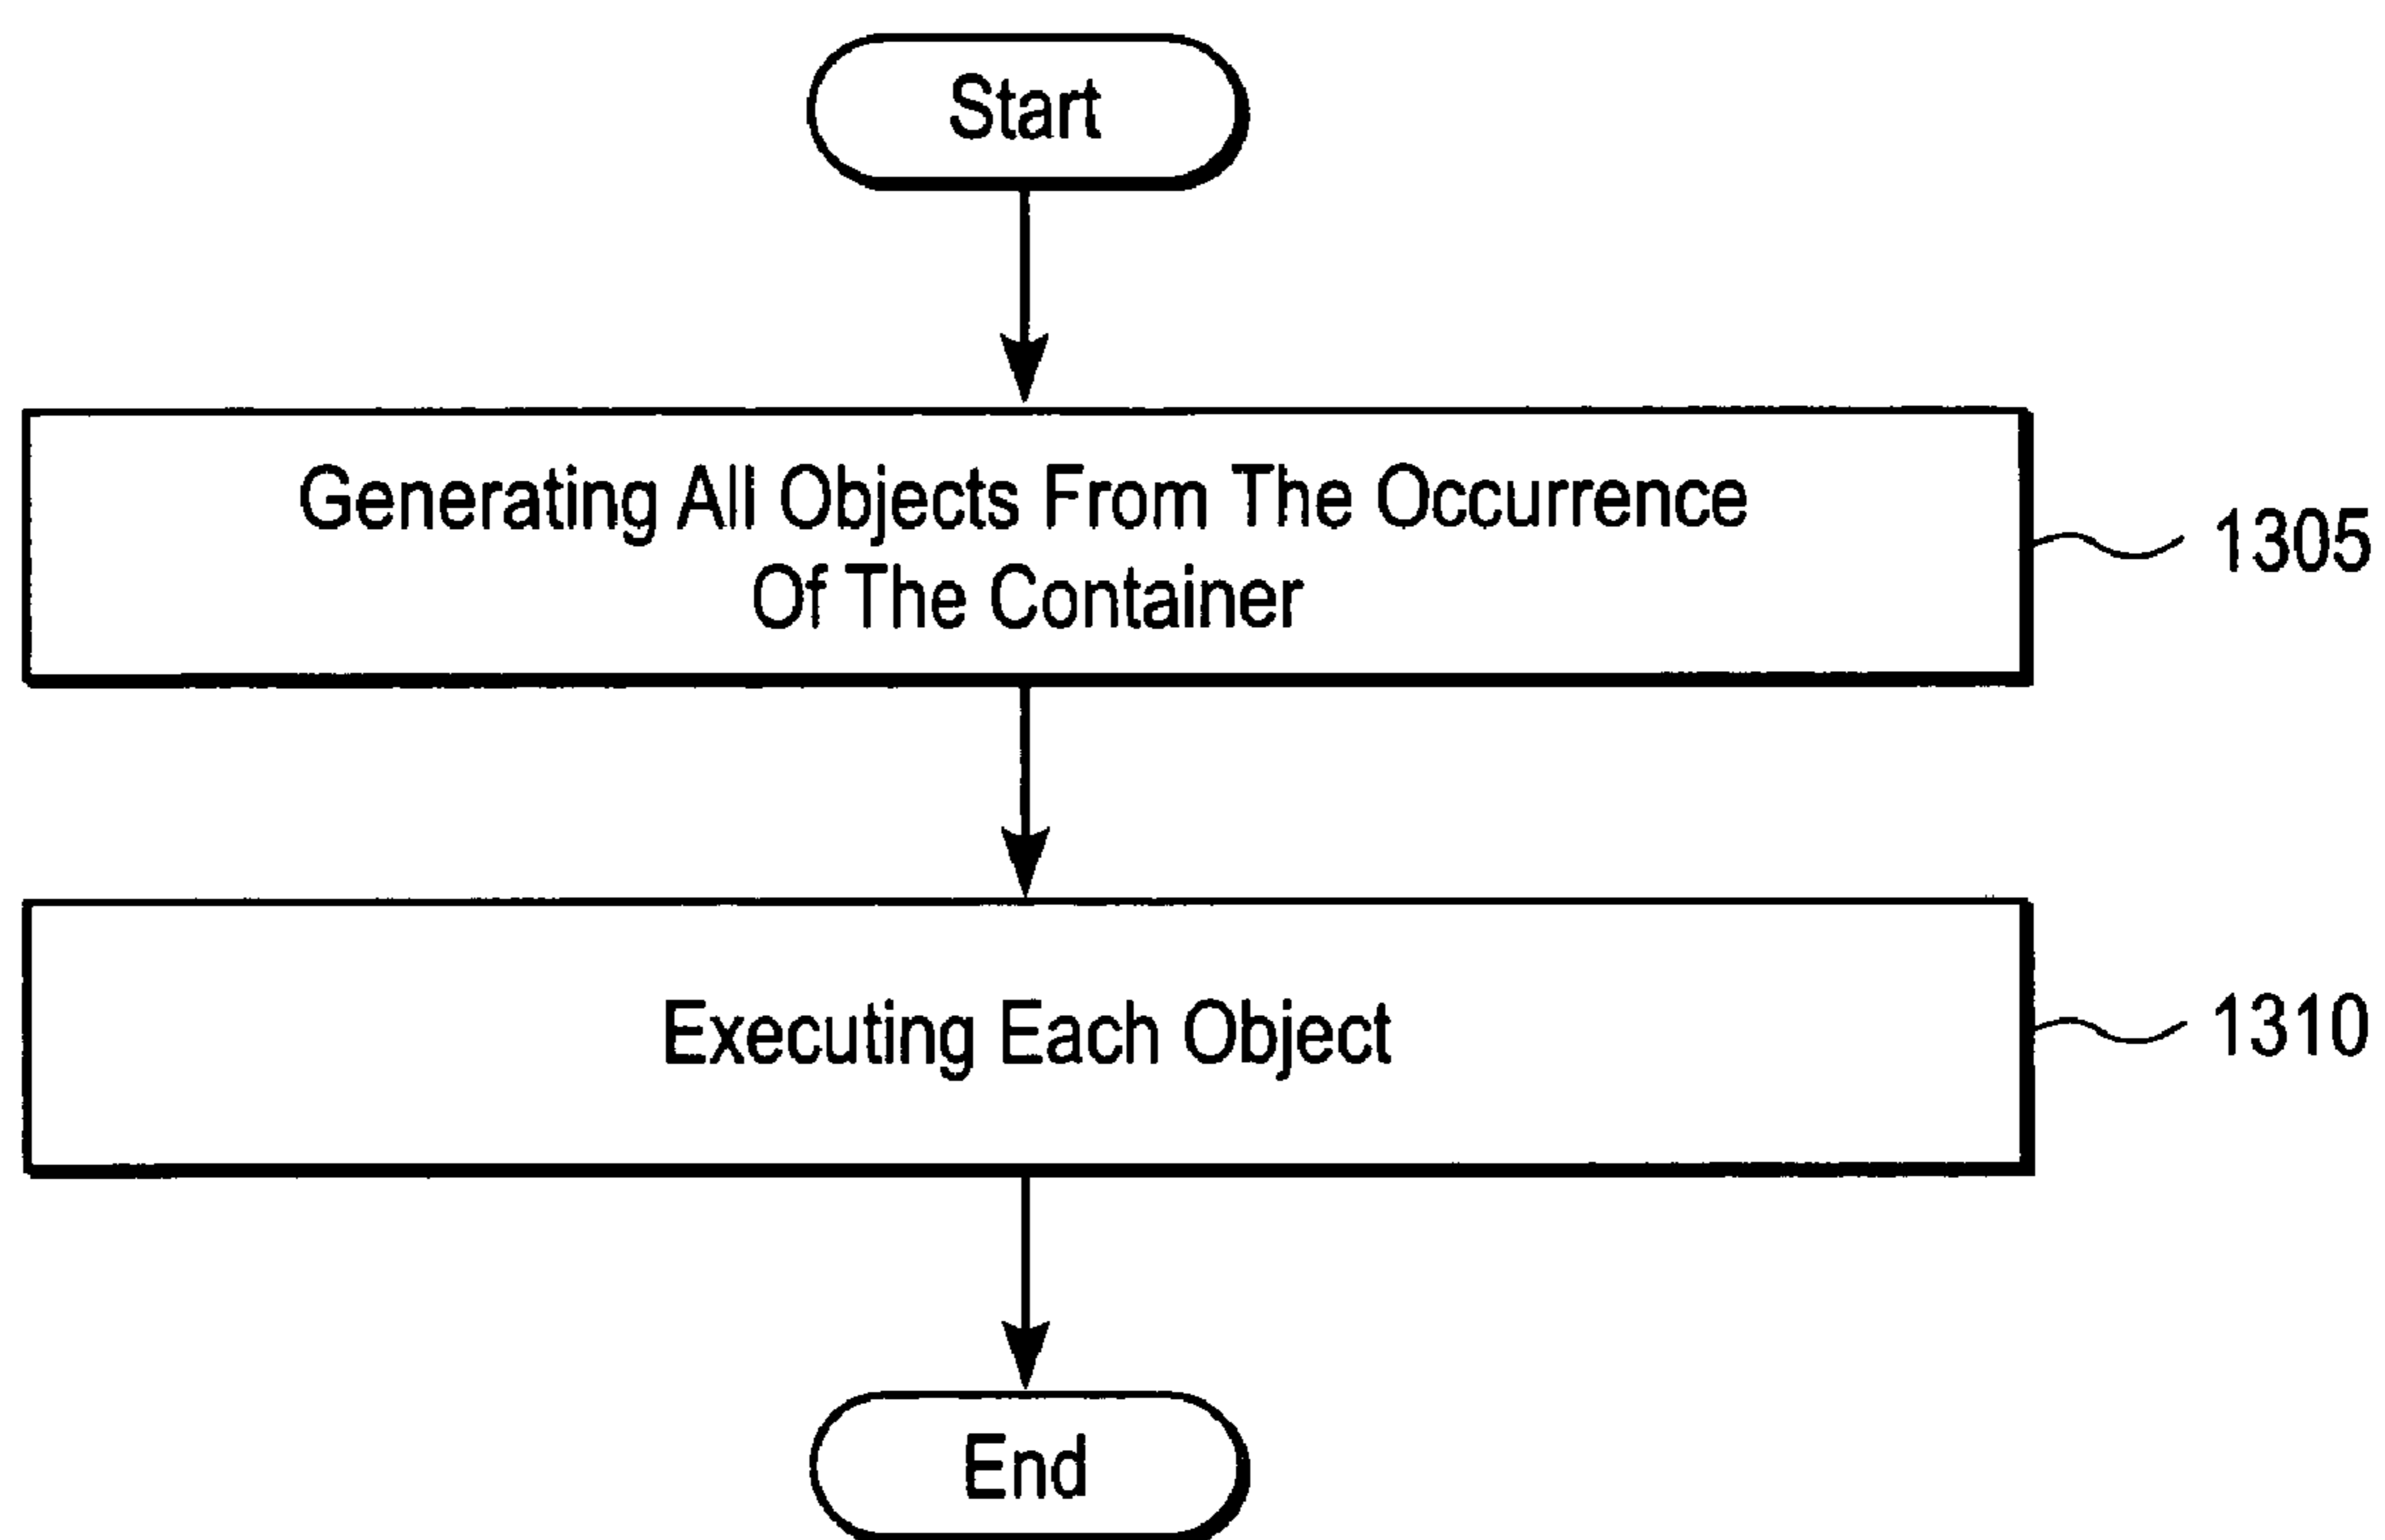 Start
Generating All Objects From The Occurrence
Of The Container
1305
Executing Each Object
1310
End